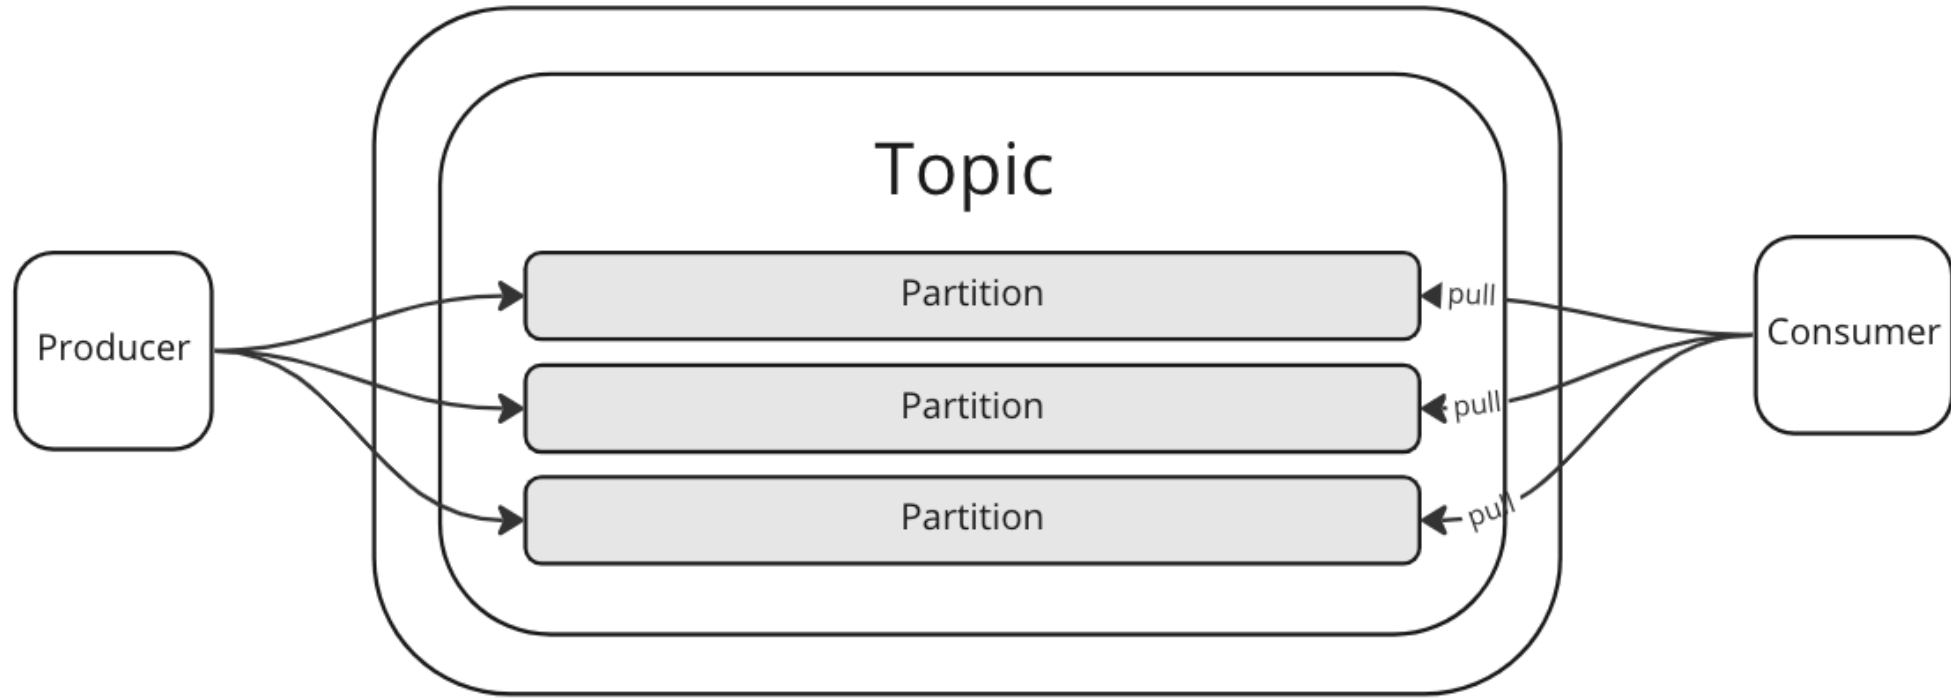 Topic
Producer
Partition
pull
Consumer
Partition
pull
Partition
pull